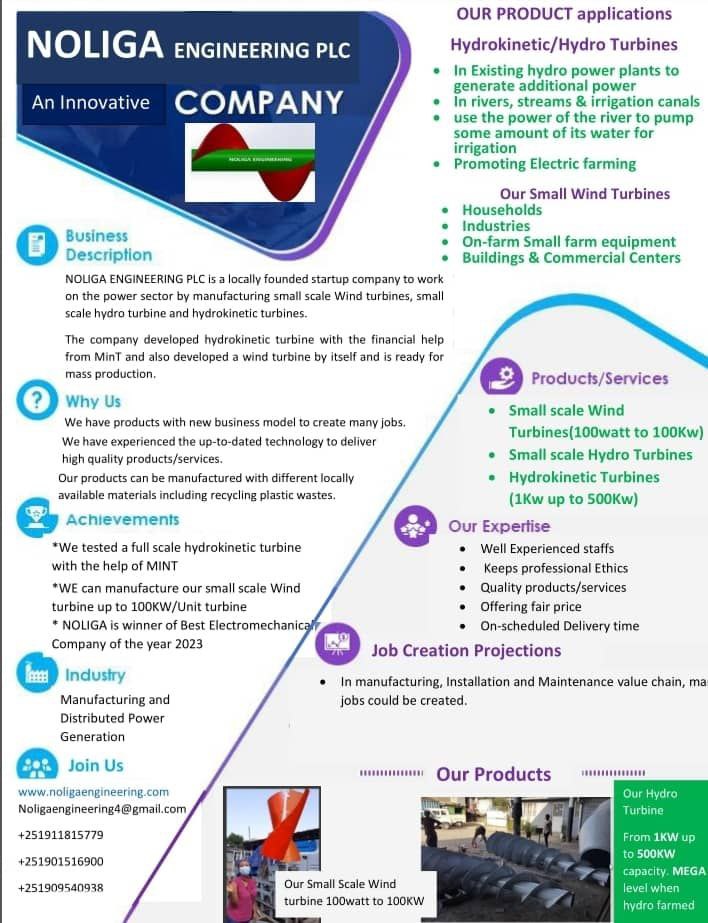 NOLIGA ENGINEERING PLC
An Innovative COMPANY
NOLIGA ENGINEERING
Business
Description
NOLIGA ENGINEERING PLC is a locally founded startup company to work
on the power sector by manufacturing small scale Wind turbines, small
scale hydro turbine and hydrokinetic turbines.
The company developed hydrokinetic turbine with the financial help
from MinT and also developed a wind turbine by itself and is ready for
mass production.
Why Us
We have products with new business model to create many jobs.
We have experienced the up-to-dated technology to deliver
high quality products/services.
Our products can be manufactured with different locally
available materials including recycling plastic wastes.
Achievements
*We tested a full scale hydrokinetic turbine
with the help of MINT
*WE can manufacture our small scale Wind
turbine up to 100KW/Unit turbine
* NOLIGA is winner of Best Electromechanical
Company of the year 2023
Industry
Manufacturing and
Distributed Power
Generation
Join Us
www.noligaengineering.com
Noligaengineering4@gmail.com
+251911815779
+251901516900
+251909540938
OUR PRODUCT applications
Hydrokinetic/Hydro Turbines
• In Existing hydro power plants to
generate additional power
• In rivers, streams & irrigation canals
• use the power of the river to pump
some amount of its water for
irrigation
• Promoting Electric farming
Our Small Wind Turbines
• Households
• Industries
• On-farm Small farm equipment
• Buildings & Commercial Centers
Products/Services
• Small scale Wind
Turbines(100watt to 100Kw)
• Small scale Hydro Turbines
• Hydrokinetic Turbines
(1Kw up to 500Kw)
Our Expertise
• Well Experienced staffs
• Keeps professional Ethics
• Quality products/services
• Offering fair price
• On-scheduled Delivery time
Job Creation Projections
• In manufacturing, Installation and Maintenance value chain, ma
jobs could be created.
Our Products
Our Small Scale Wind
turbine 100watt to 100KW
Our Hydro
Turbine
From 1KW up
to 500KW
capacity. MEGA
level when
hydro farmed